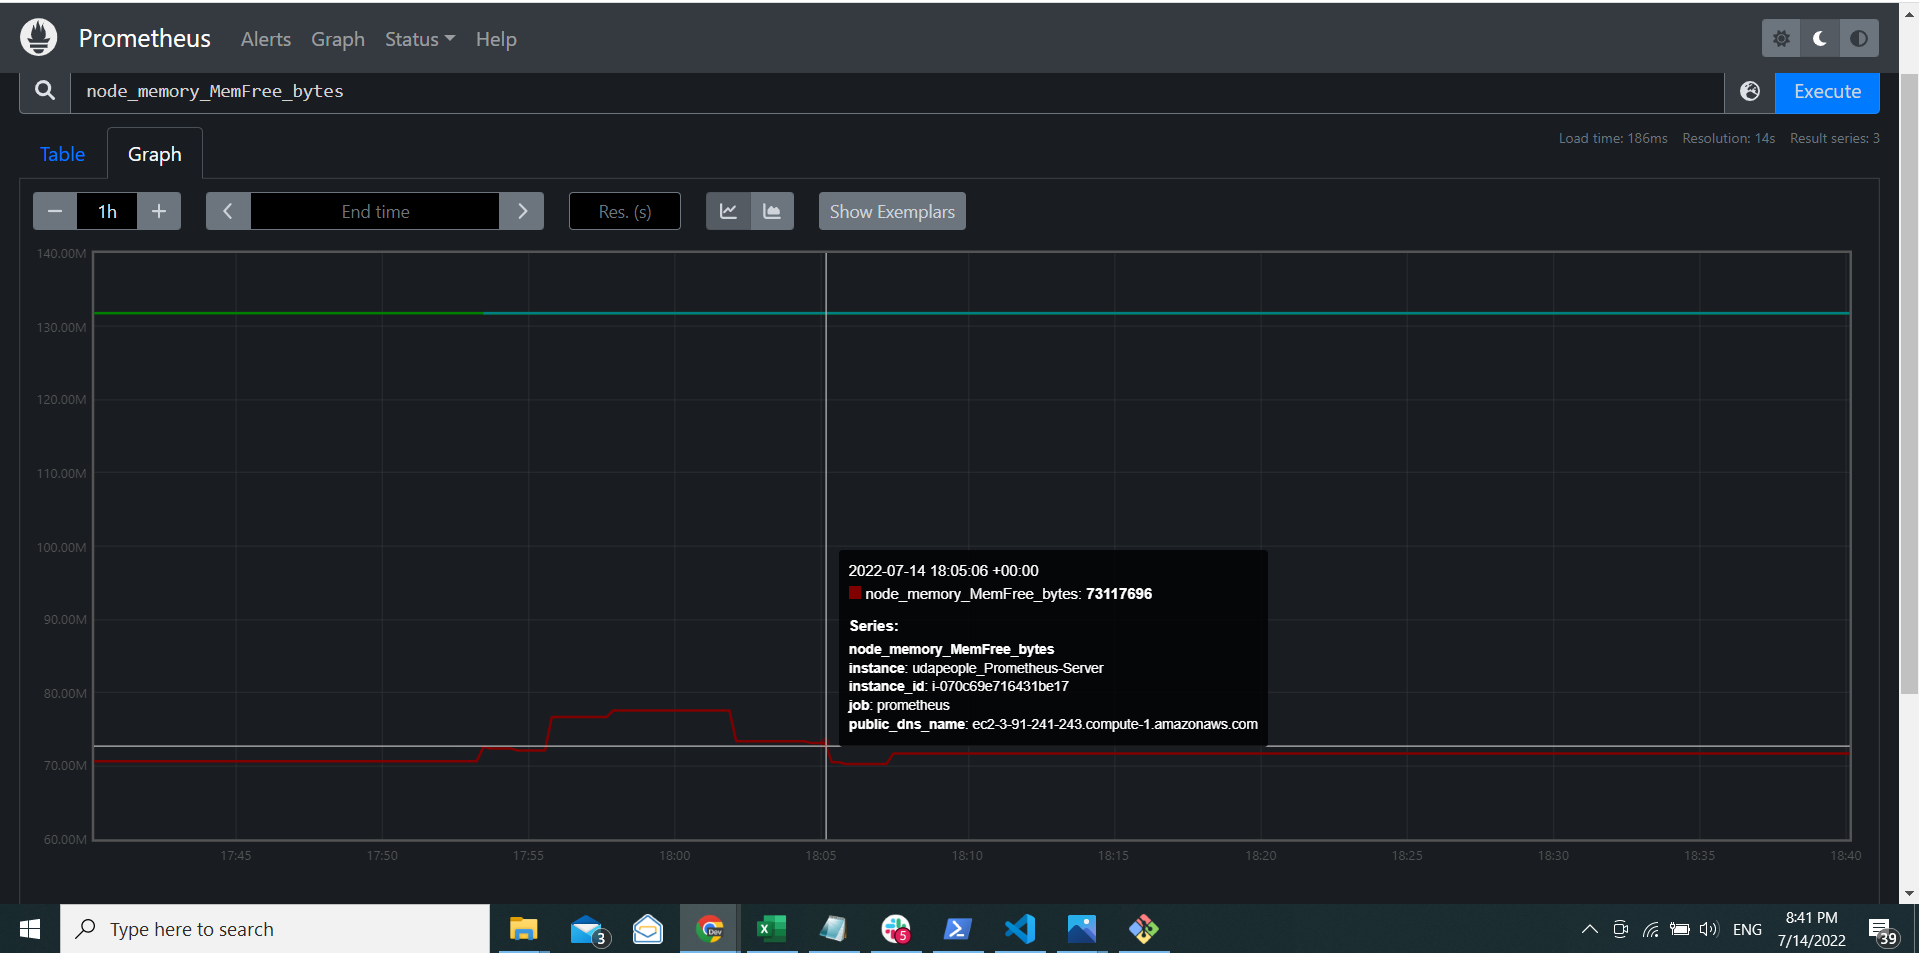 Prometheus Alerts Graph Status Help
node_memory_MemFree_bytes
Execute
Load time: 186ms Resolution: 14s Result series: 3
Table Graph
1h End time Res. (s) Show Exemplars
140.00M
130.00M
120.00M
110.00M
100.00M
90.00M
80.00M
70.00M
60.00M
2022-07-14 18:05:06 +00:00
node_memory_MemFree_bytes: 73117696
Series:
node_memory_MemFree_bytes
instance: udapeople_Prometheus-Server
instance_id: i-070c69e716431be17
job: prometheus
public_dns_name: ec2-3-91-241-243.compute-1.amazonaws.com
17:45 17:50 17:55 18:00 18:05 18:10 18:15 18:20 18:25 18:30 18:35 18:40
Type here to search
3
Dev
5
ENG
8:41 PM
7/14/2022
39